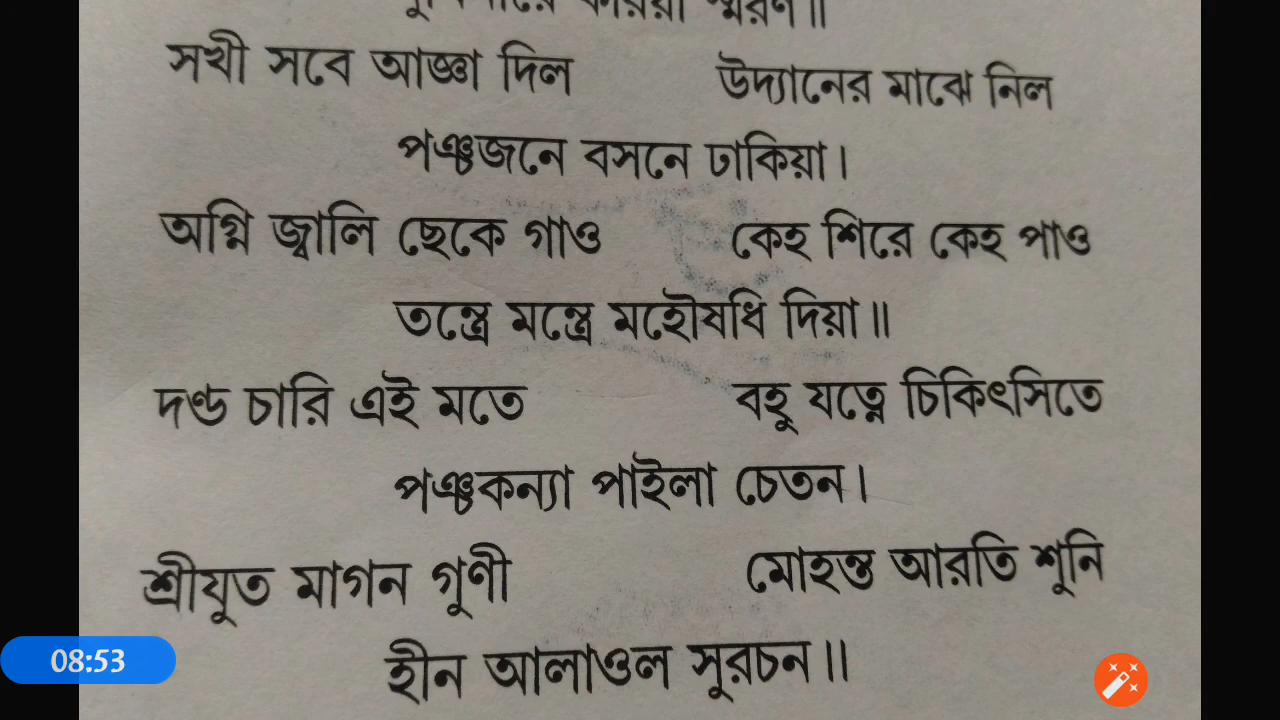 স্মরণ॥
সখী সবে আজ্ঞা দিল উদ্যানের মাঝে নিল
পঞ্চজনে বসনে ঢাকিয়া।
অগ্নি জ্বালি ছেকে গাও কেহ শিরে কেহ পাও
তন্ত্রে মন্ত্রে মহৌষধি দিয়া॥
দণ্ড চারি এই মতে বহু যত্নে চিকিৎসিতে
পঞ্চকন্যা পাইলা চেতন।
শ্রীযুত মাগন গুণী মোহন্ত আরতি শুনি
হীন আলাওল সুরচন॥
08:53